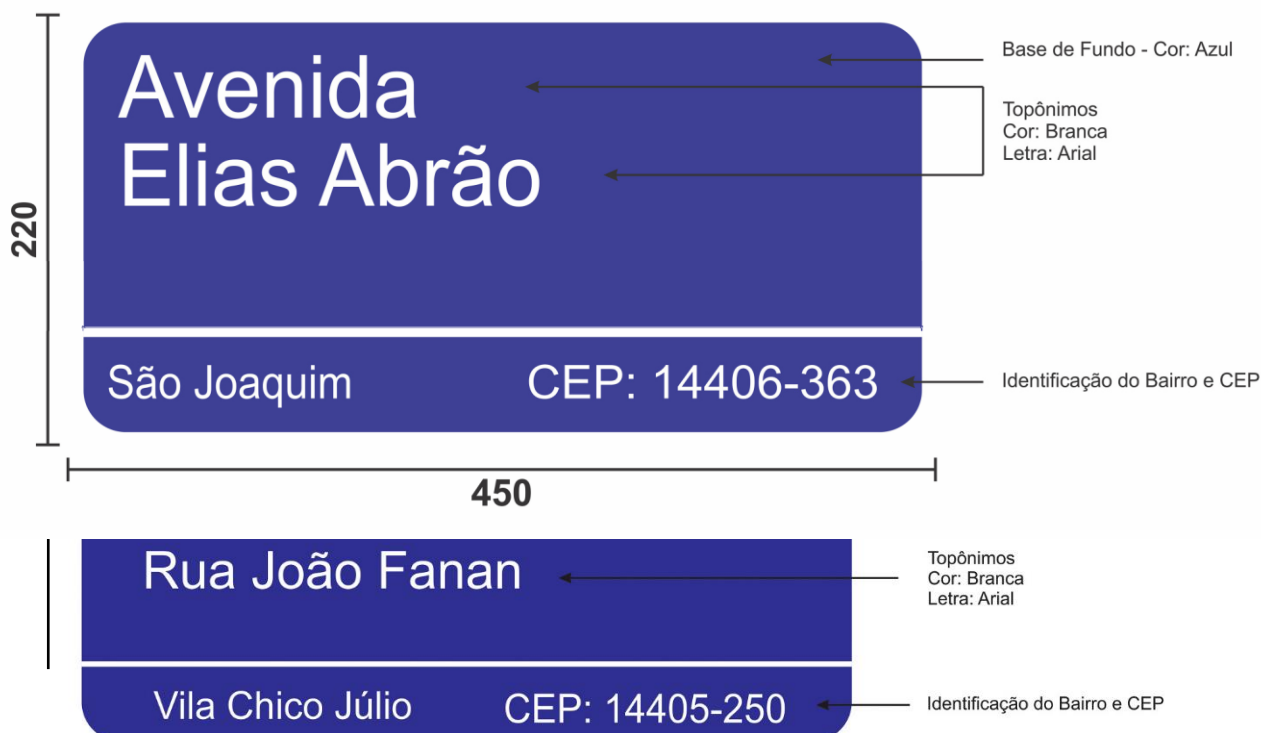 Avenida
Elias Abrão
São Joaquim CEP: 14406-363
220
450
Base de Fundo - Cor: Azul
Topônimos
Cor: Branca
Letra: Arial
Identificação do Bairro e CEP
Rua João Fanan
Vila Chico Júlio CEP: 14405-250
Topônimos
Cor: Branca
Letra: Arial
Identificação do Bairro e CEP